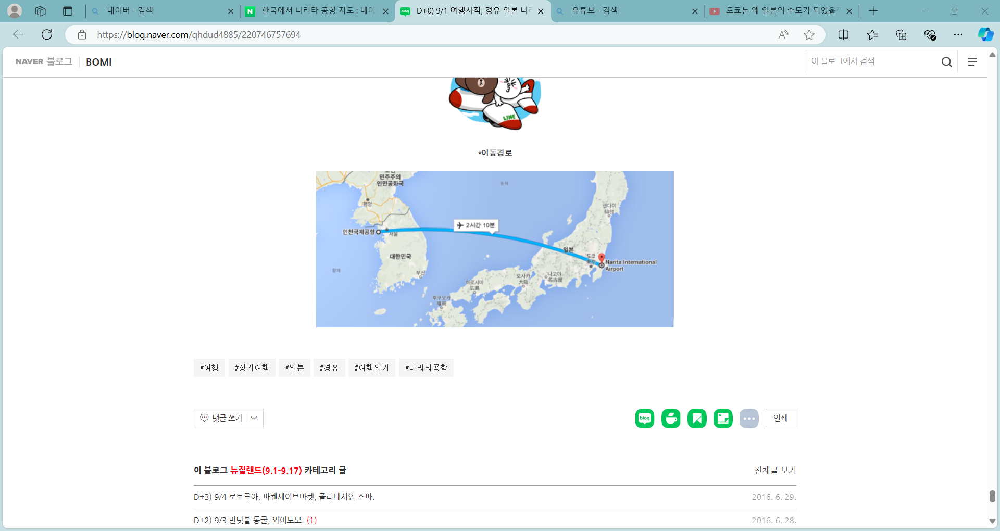 네이버 - 검색
한국에서 나리타 공항 지도 : 네이
D+0) 9/1 여행시작, 경유 일본 나리
유튜브 - 검색
도쿄는 왜 일본의 수도가 되었을까
https://blog.naver.com/qhdud4885/220746757694
NAVER 블로그
BOMI
이 블로그에서 검색
LINE
*이동경로
민주주의
인민공화국
동해
평양
센다이
仙台
2시간 10분
인천국제공항
서울
일본
대한민국
도쿄
東京
Narita International
Airport
황해
부산
오사카
大阪
나고야
名古屋
히로시마
広島
후쿠오카
福岡
#여행
#장기여행
#일본
#경유
#여행일기
#나리타공항
댓글 쓰기
blog
인쇄
이 블로그 뉴질랜드(9.1-9.17) 카테고리 글
전체글 보기
D+3) 9/4 로토루아, 파켄세이브마켓, 폴리네시안 스파.
2016. 6. 29.
D+2) 9/3 반딧불 동굴, 와이토모. (1)
2016. 6. 28.